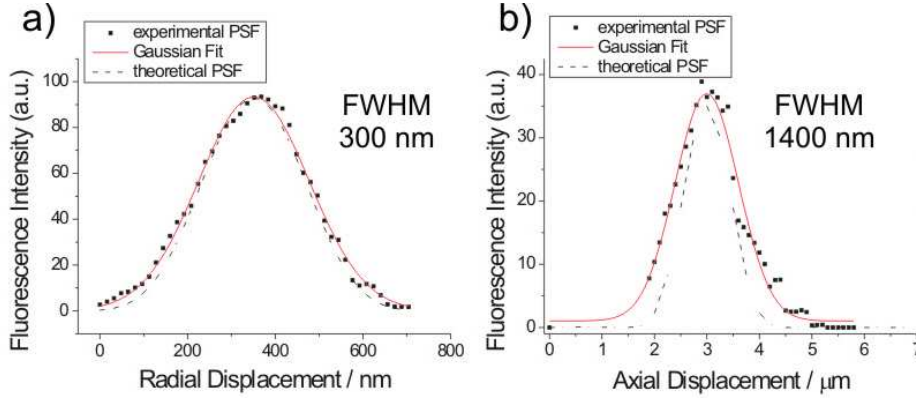 a)
experimental PSF
Gaussian Fit
theoretical PSF
FWHM
300 nm
Fluorescence Intensity (a.u.)
100
80
60
40
20
0
0 200 400 600 800
Radial Displacement / nm
b)
experimental PSF
Gaussian Fit
theoretical PSF
FWHM
1400 nm
Fluorescence Intensity (a.u.)
40
30
20
10
0
0 1 2 3 4 5 6 7
Axial Displacement / μm